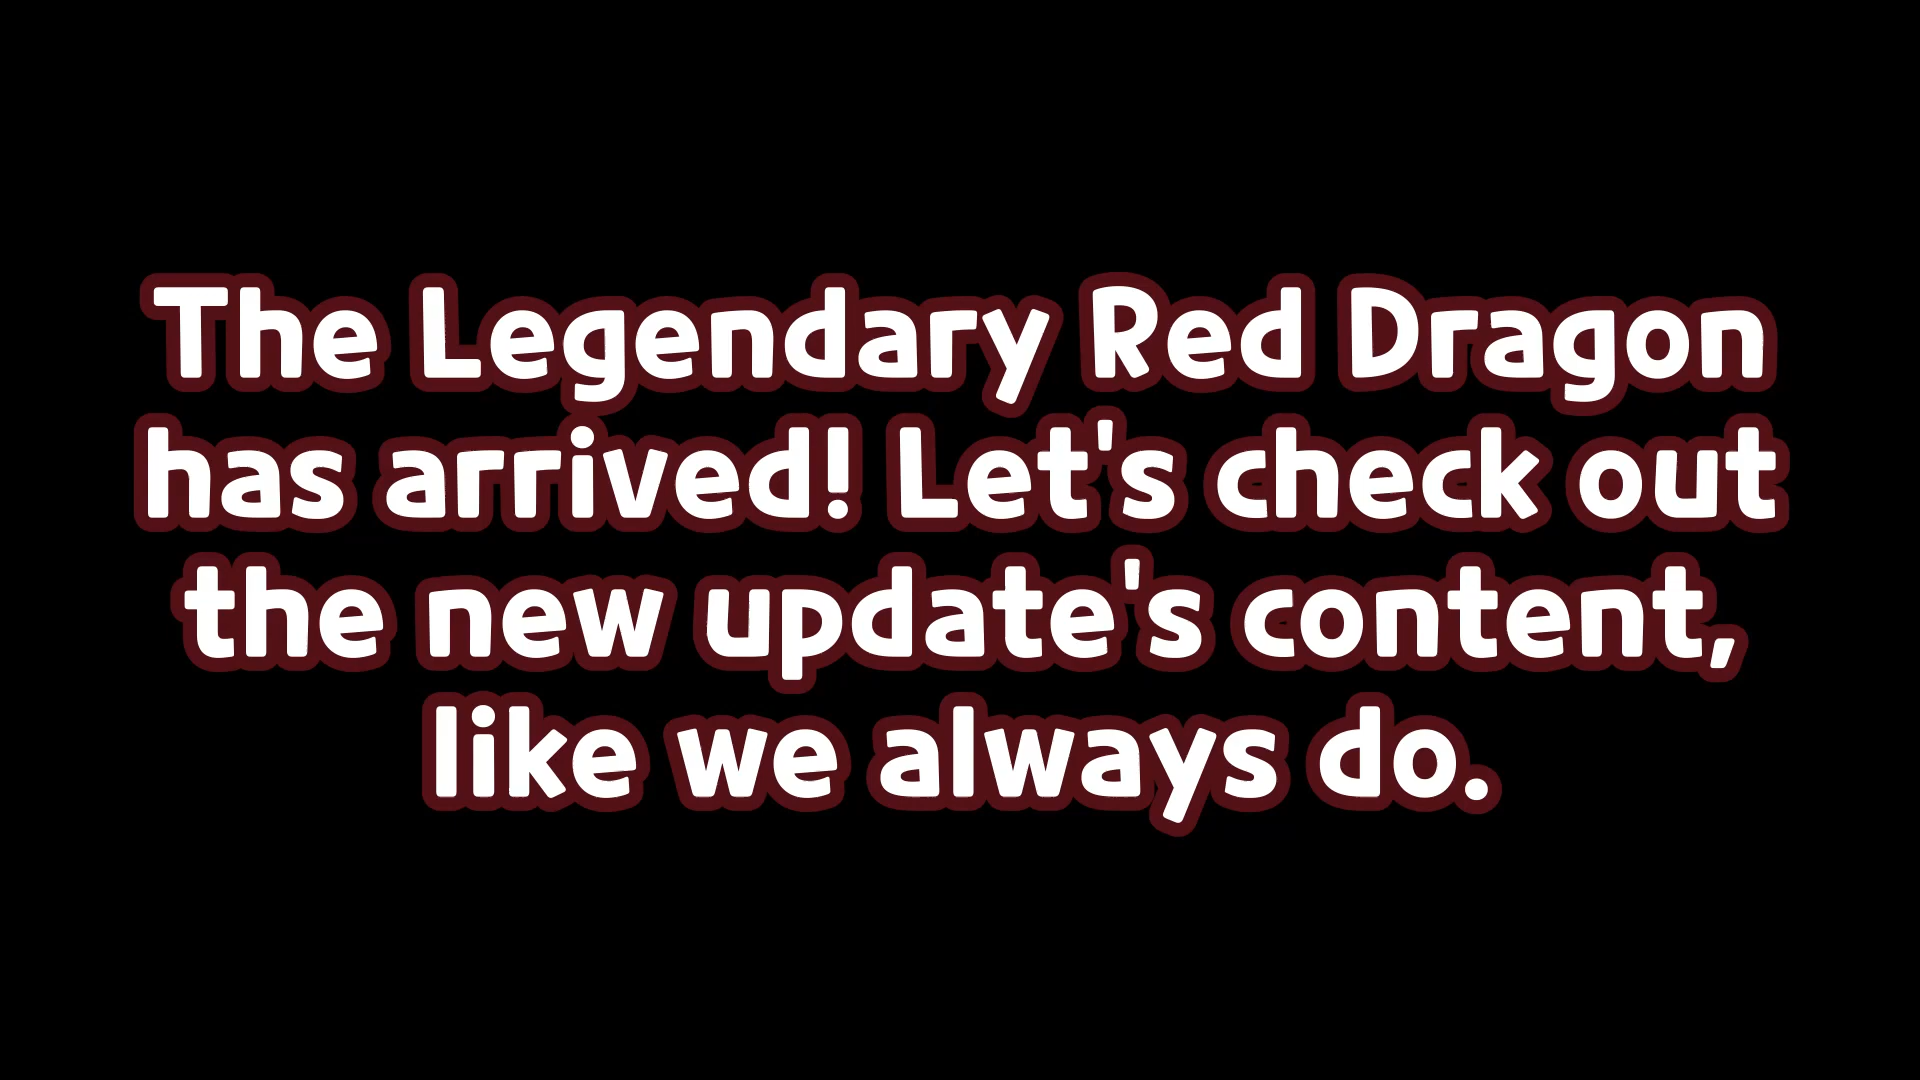 The Legendary Red Dragon
has arrived! Let's check out
the new update's content,
like we always do.